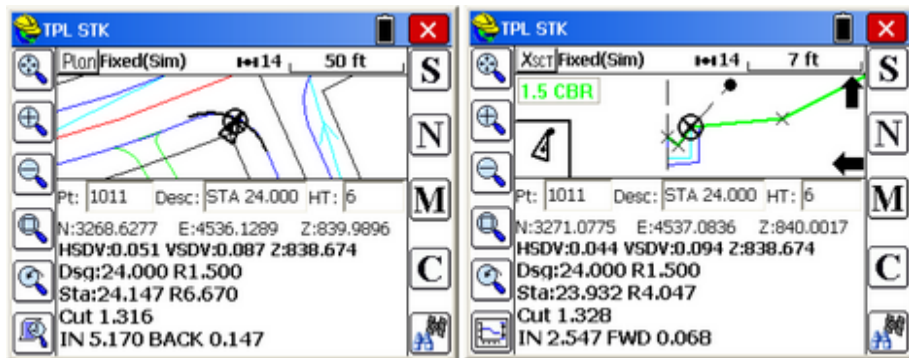 TPL STK
Plan Fixed(Sim) 14 50 ft
S
N
M
C
Pt: 1011 Desc: STA 24.000 HT: 6
N:3268.6277 E:4536.1289 Z:839.9896
HSDV:0.051 VSDV:0.087 Z:838.674
Dsg:24.000 R1.500
Sta:24.147 R6.670
Cut 1.316
IN 5.170 BACK 0.147
TPL STK
Xsct Fixed(Sim) 14 7 ft
1.5 CBR
S
N
M
C
Pt: 1011 Desc: STA 24.000 HT: 6
N:3271.0775 E:4537.0836 Z:840.0017
HSDV:0.044 VSDV:0.094 Z:838.674
Dsg:24.000 R1.500
Sta:23.932 R4.047
Cut 1.328
IN 2.547 FWD 0.068